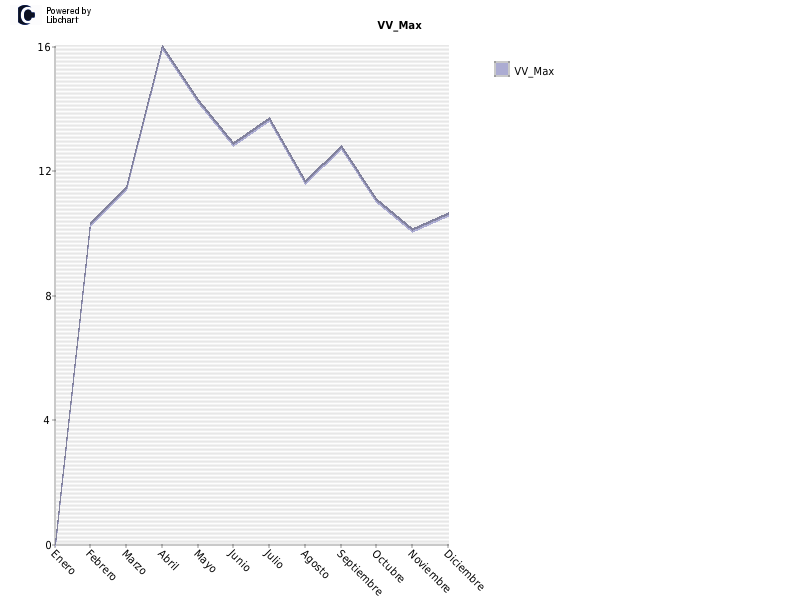 Powered by
Libchart
VV_Max
16
12
8
4
0
VV_Max
Enero
Febrero
Marzo
Abril
Mayo
Junio
Julio
Agosto
Septiembre
Octubre
Noviembre
Diciembre